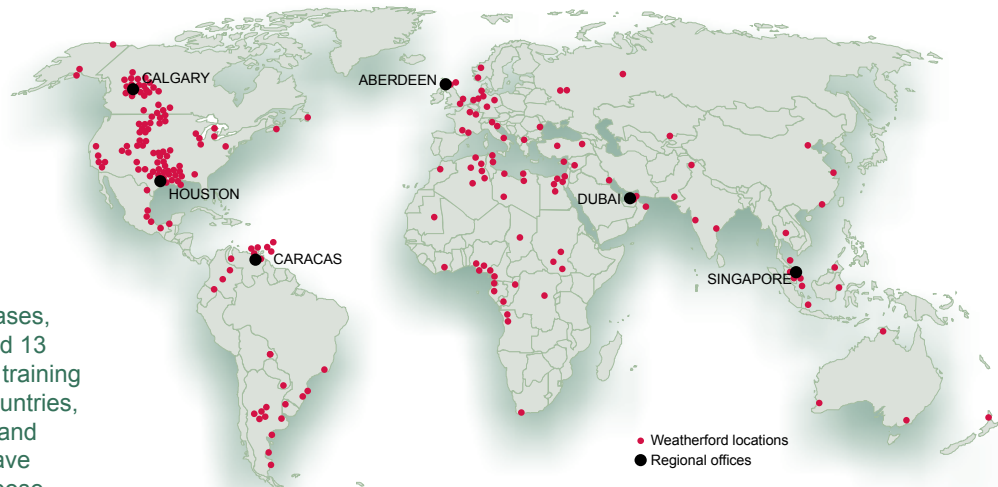 CALGARY
ABERDEEN
HOUSTON
DUBAI
CARACAS
SINGAPORE
ases,
d 13
training
untries,
and
ave
Weatherford locations
Regional offices